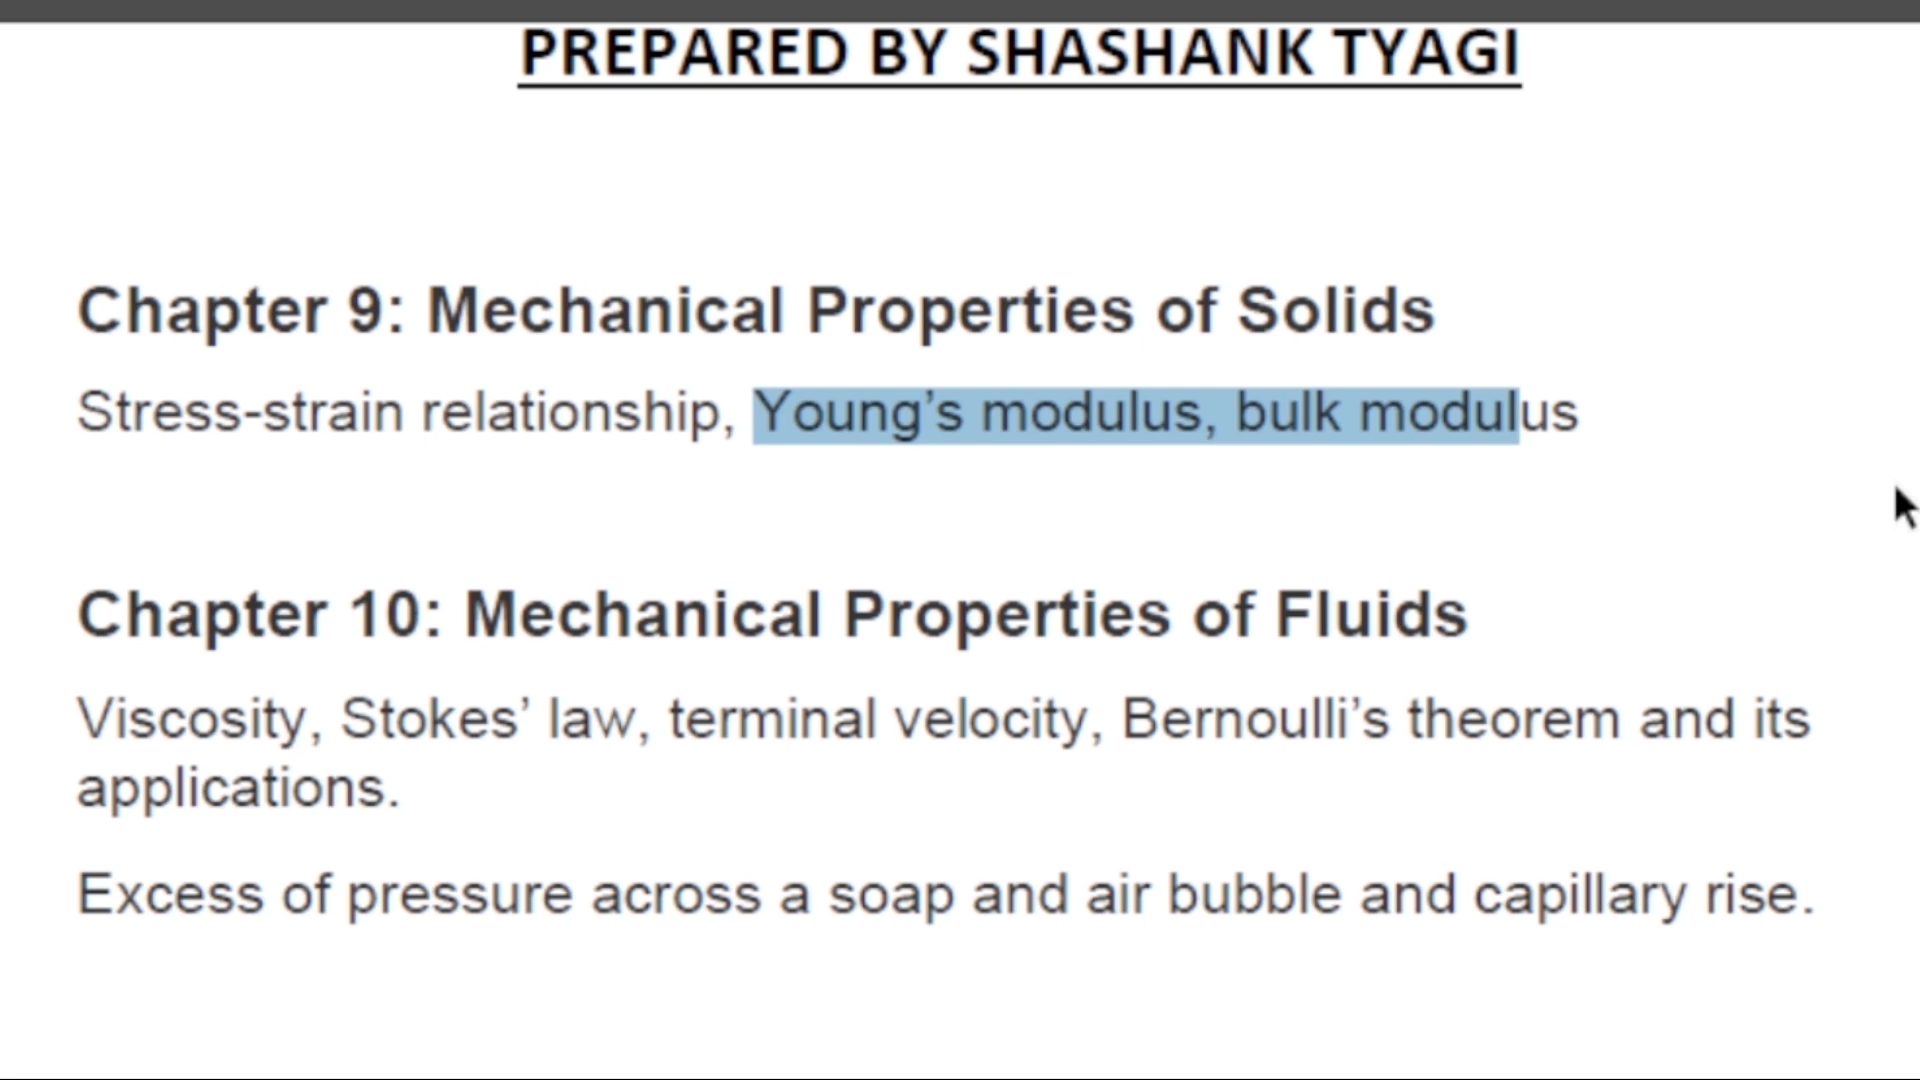 PREPARED BY SHASHANK TYAGI
Chapter 9: Mechanical Properties of Solids
Stress-strain relationship, Young’s modulus, bulk modulus
Chapter 10: Mechanical Properties of Fluids
Viscosity, Stokes’ law, terminal velocity, Bernoulli’s theorem and its
applications.
Excess of pressure across a soap and air bubble and capillary rise.